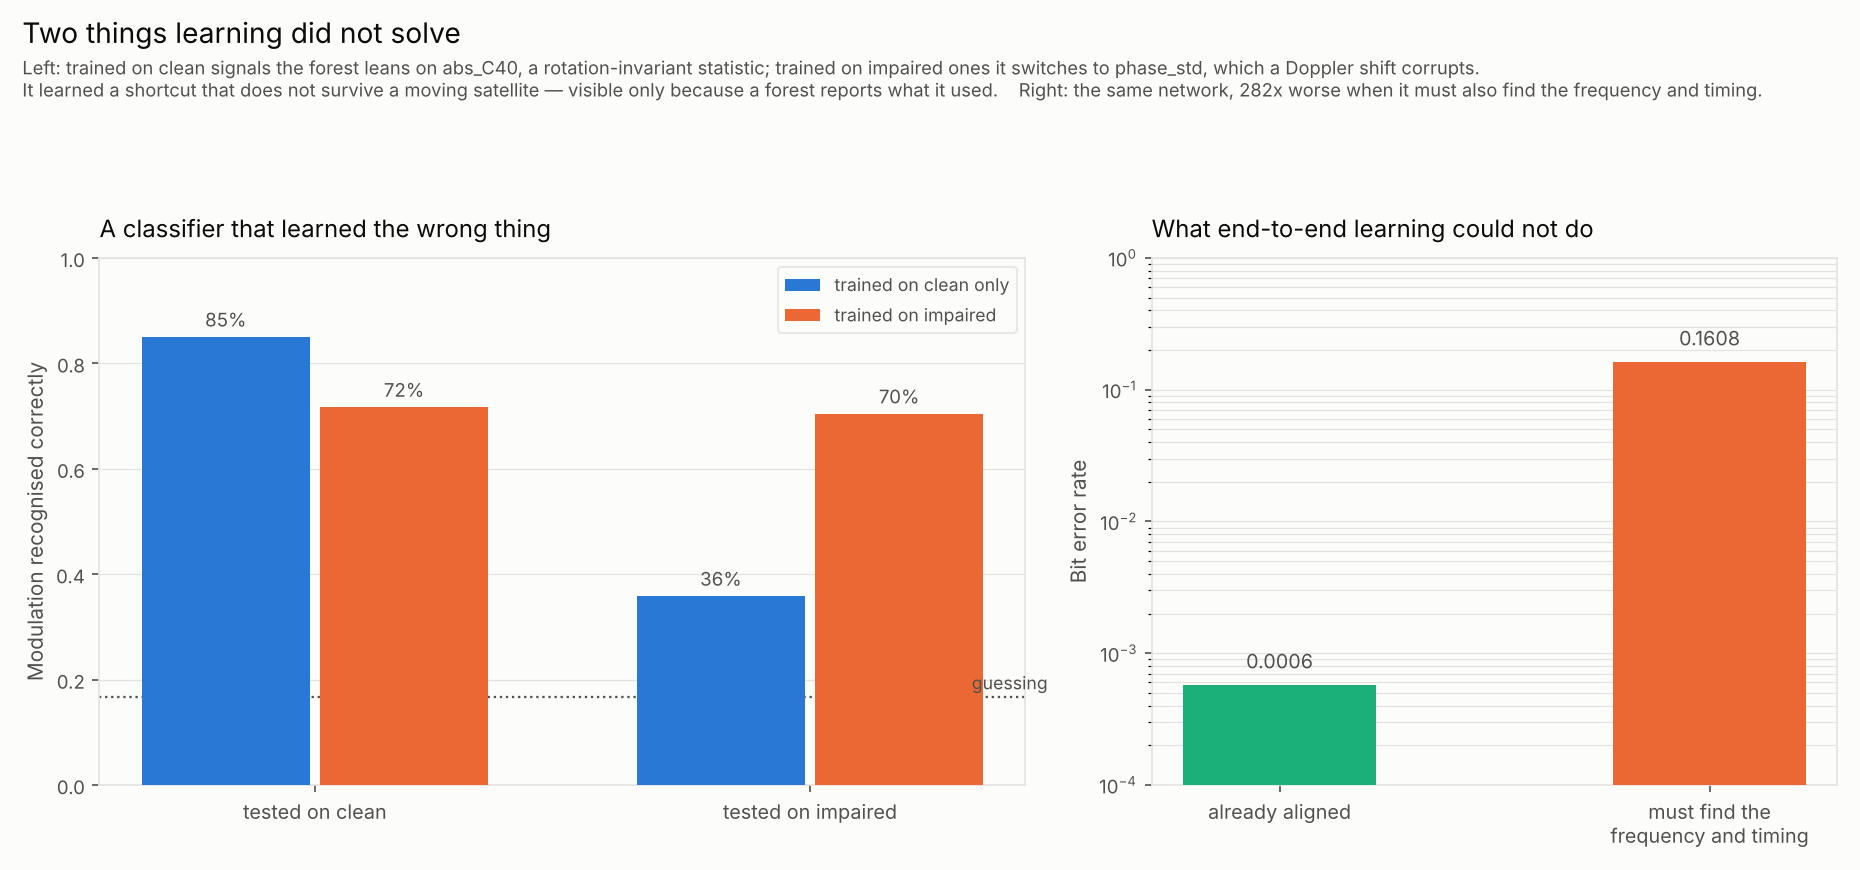 Two things learning did not solve
Left: trained on clean signals the forest leans on abs_C40, a rotation-invariant statistic; trained on impaired ones it switches to phase_std, which a Doppler shift corrupts.
It learned a shortcut that does not survive a moving satellite — visible only because a forest reports what it used. Right: the same network, 282x worse when it must also find the frequency and timing.
A classifier that learned the wrong thing
Modulation recognised correctly
1.0
0.8
0.6
0.4
0.2
0.0
trained on clean only
trained on impaired
85%
72%
36%
70%
guessing
tested on clean
tested on impaired
What end-to-end learning could not do
Bit error rate
10⁰
10⁻¹
10⁻²
10⁻³
10⁻⁴
0.0006
0.1608
already aligned
must find the
frequency and timing